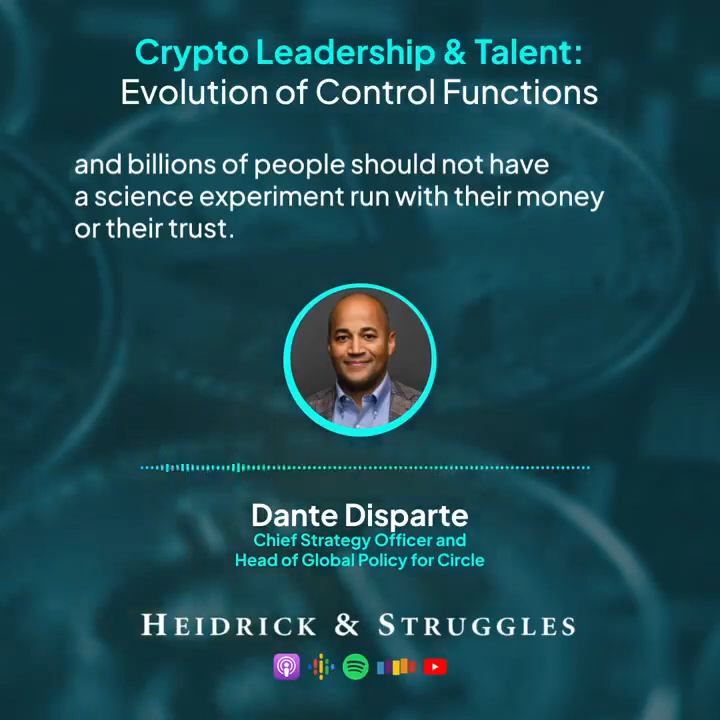 Crypto Leadership & Talent:
Evolution of Control Functions
and billions of people should not have
a science experiment run with their money
or their trust.
Dante Disparte
Chief Strategy Officer and
Head of Global Policy for Circle
HEIDRICK & STRUGGLES